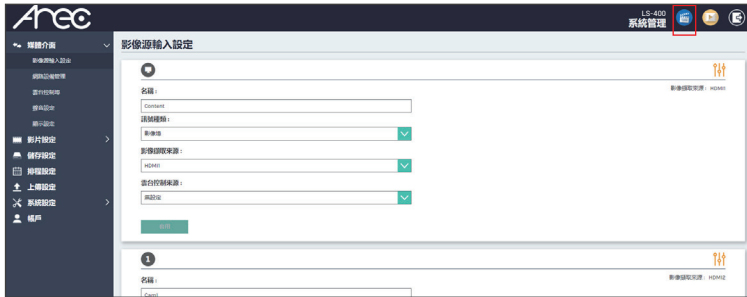 Arec
LS-400
系統管理
媒體介面
影像源輸入設定
網路設備管理
雲台控制埠
聲音設定
顯示設定
影片設定
儲存設定
排程設定
上傳設定
系統設定
帳戶
影像源輸入設定
影像擷取來源: HDMI1
名稱:
Content
訊號種類:
影像埠
影像擷取來源:
HDMI1
雲台控制來源:
無設定
1
影像擷取來源: HDMI2
名稱:
Cam1